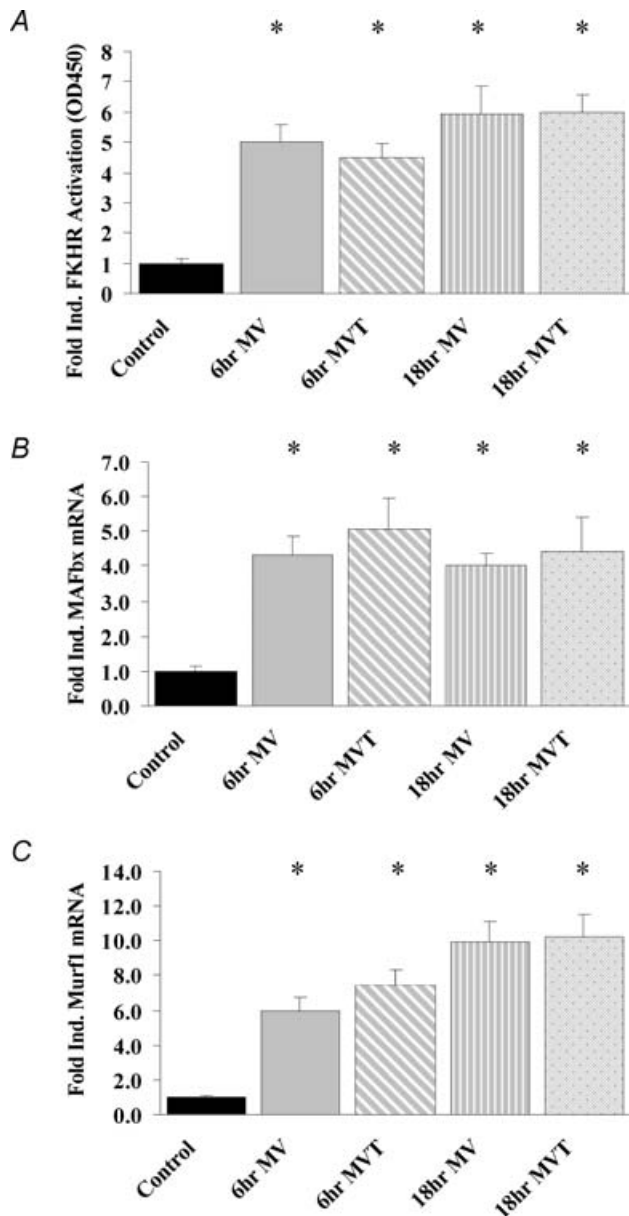 A
* * * *
Fold Ind. FKHR Activation (OD450)
8
7
6
5
4
3
2
1
0
Control
6hr MV
6hr MVT
18hr MV
18hr MVT
B
* * * *
Fold Ind. MAFbx mRNA
7.0
6.0
5.0
4.0
3.0
2.0
1.0
0.0
Control
6hr MV
6hr MVT
18hr MV
18hr MVT
C
* * * *
Fold Ind. Murf1 mRNA
14.0
12.0
10.0
8.0
6.0
4.0
2.0
0.0
Control
6hr MV
6hr MVT
18hr MV
18hr MVT